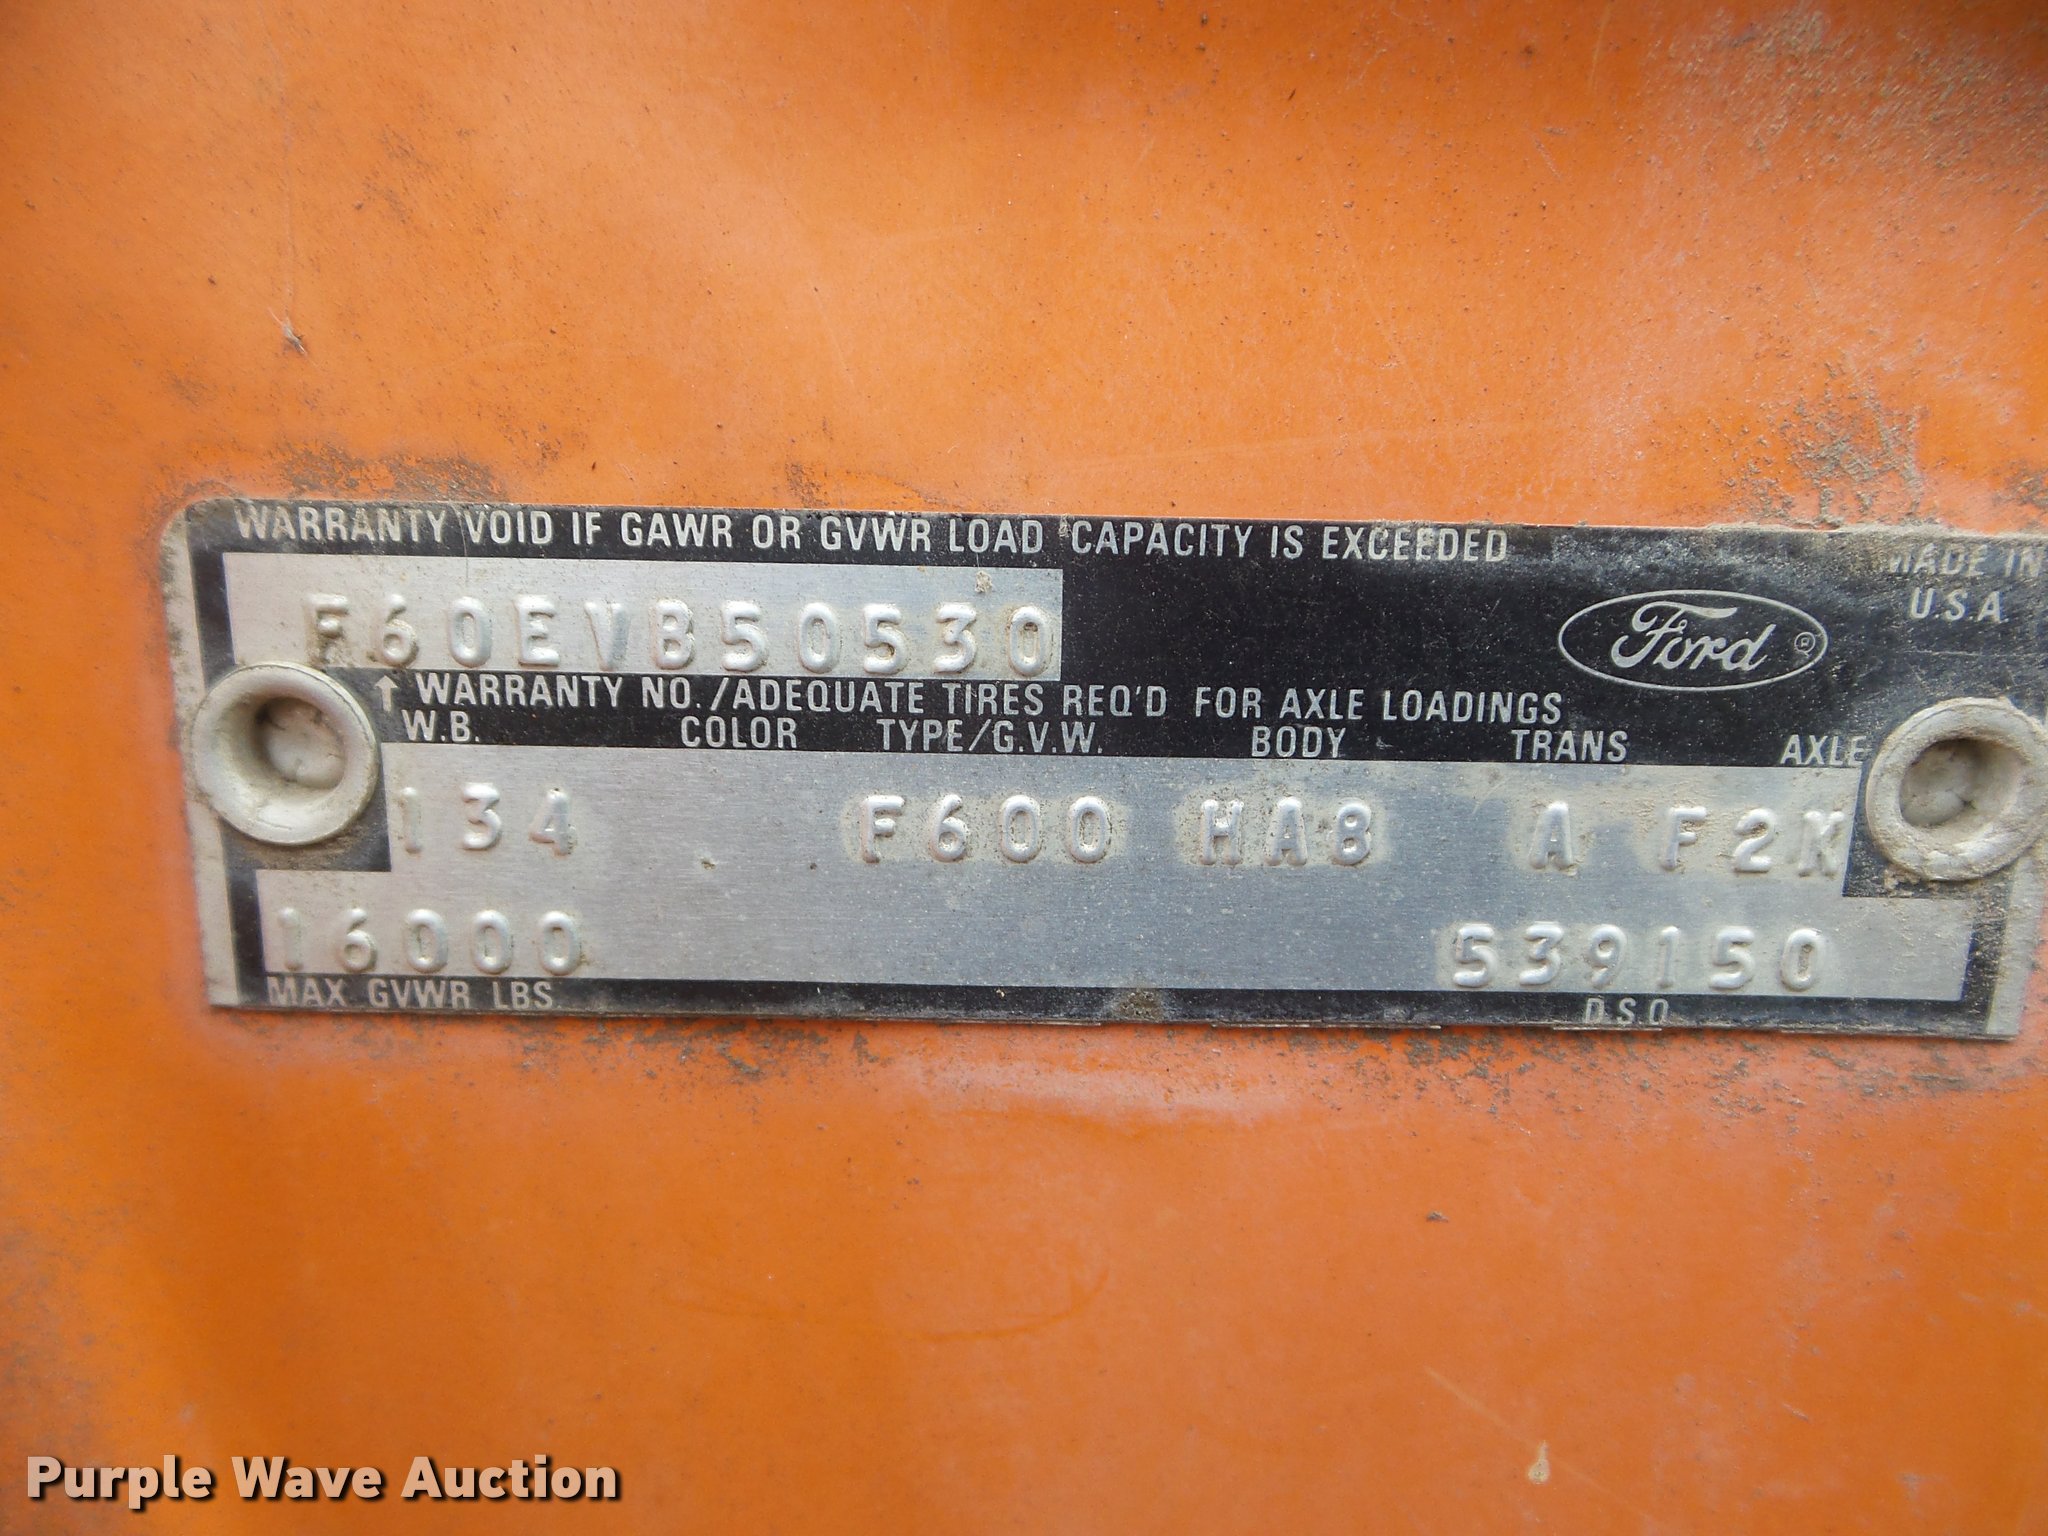 WARRANTY VOID IF GAWR OR GVWR LOAD CAPACITY IS EXCEEDED
MADE IN
U.S.A.
F60EVB50530
Ford ®
↑ WARRANTY NO./ADEQUATE TIRES REQ'D FOR AXLE LOADINGS
W.B. COLOR TYPE/G.V.W. BODY TRANS AXLE
134 F600 HA8 A F2M
16000 539150
MAX. GVWR LBS. D.S.O.
Purple Wave Auction